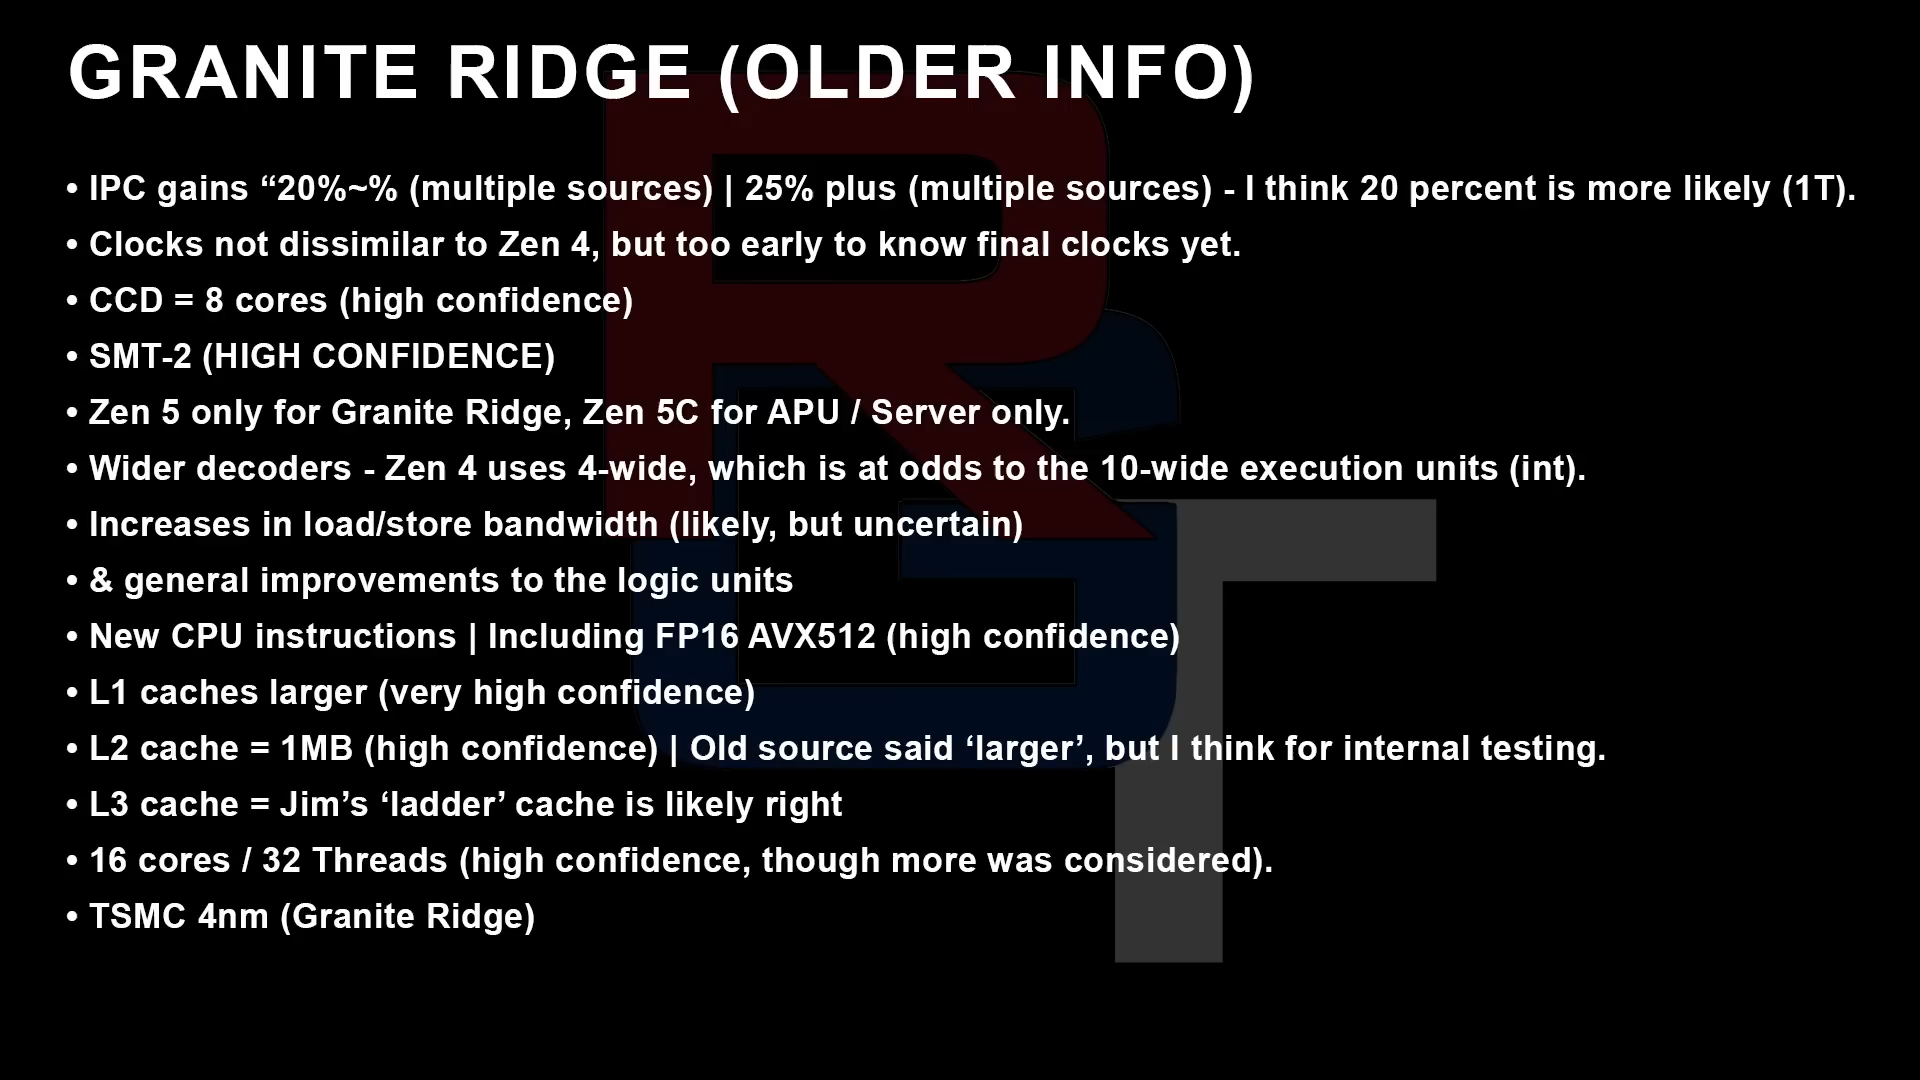 GRANITE RIDGE (OLDER INFO)
• IPC gains “20%~% (multiple sources) | 25% plus (multiple sources) - I think 20 percent is more likely (1T).
• Clocks not dissimilar to Zen 4, but too early to know final clocks yet.
• CCD = 8 cores (high confidence)
• SMT-2 (HIGH CONFIDENCE)
• Zen 5 only for Granite Ridge, Zen 5C for APU / Server only.
• Wider decoders - Zen 4 uses 4-wide, which is at odds to the 10-wide execution units (int).
• Increases in load/store bandwidth (likely, but uncertain)
• & general improvements to the logic units
• New CPU instructions | Including FP16 AVX512 (high confidence)
• L1 caches larger (very high confidence)
• L2 cache = 1MB (high confidence) | Old source said ‘larger’, but I think for internal testing.
• L3 cache = Jim’s ‘ladder’ cache is likely right
• 16 cores / 32 Threads (high confidence, though more was considered).
• TSMC 4nm (Granite Ridge)
RGT